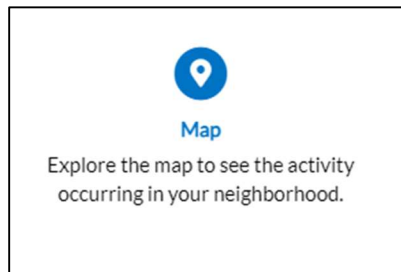 Map
Explore the map to see the activity
occurring in your neighborhood.